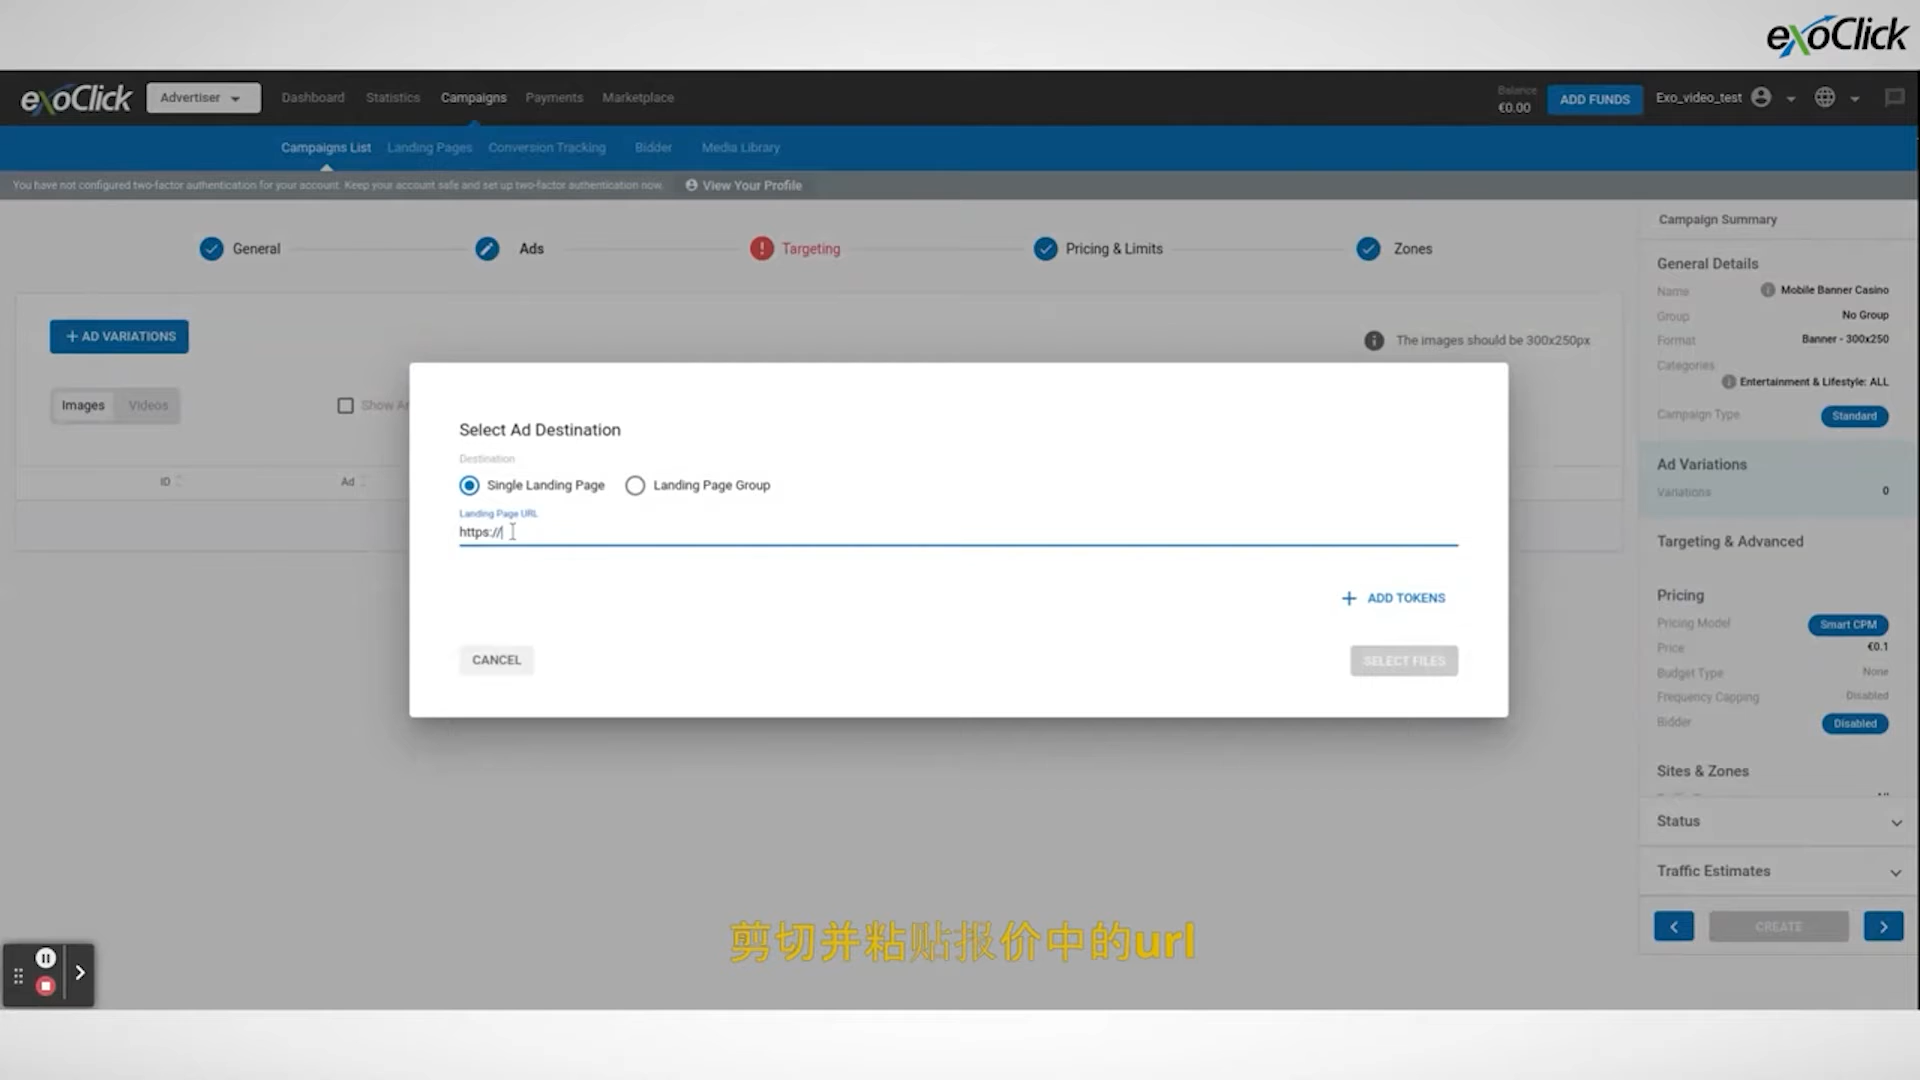 exoClick
exoClick
Advertiser
Dashboard
Statistics
Campaigns
Payments
Marketplace
Balance
€0.00
ADD FUNDS
Exo_video_test
Campaigns List
Landing Pages
Conversion Tracking
Bidder
Media Library
You have not configured two-factor authentication for your account. Keep your account safe and set up two-factor authentication now.
View Your Profile
General
Ads
Targeting
Pricing & Limits
Zones
+ AD VARIATIONS
The images should be 300x250px
Images
Videos
ID
Ad
Select Ad Destination
Destination
Single Landing Page
Landing Page Group
Landing Page URL
https://
+ ADD TOKENS
CANCEL
SELECT FILES
Campaign Summary
General Details
Name Mobile Banner Casino
Group No Group
Format Banner - 300x250
Categories
Entertainment & Lifestyle: ALL
Campaign Type Standard
Ad Variations
Variations 0
Targeting & Advanced
Pricing
Pricing Model Smart CPM
Price €0.1
Budget Type None
Frequency Capping Disabled
Bidder Disabled
Sites & Zones
Status
Traffic Estimates
CREATE
剪切并粘贴报价中的url